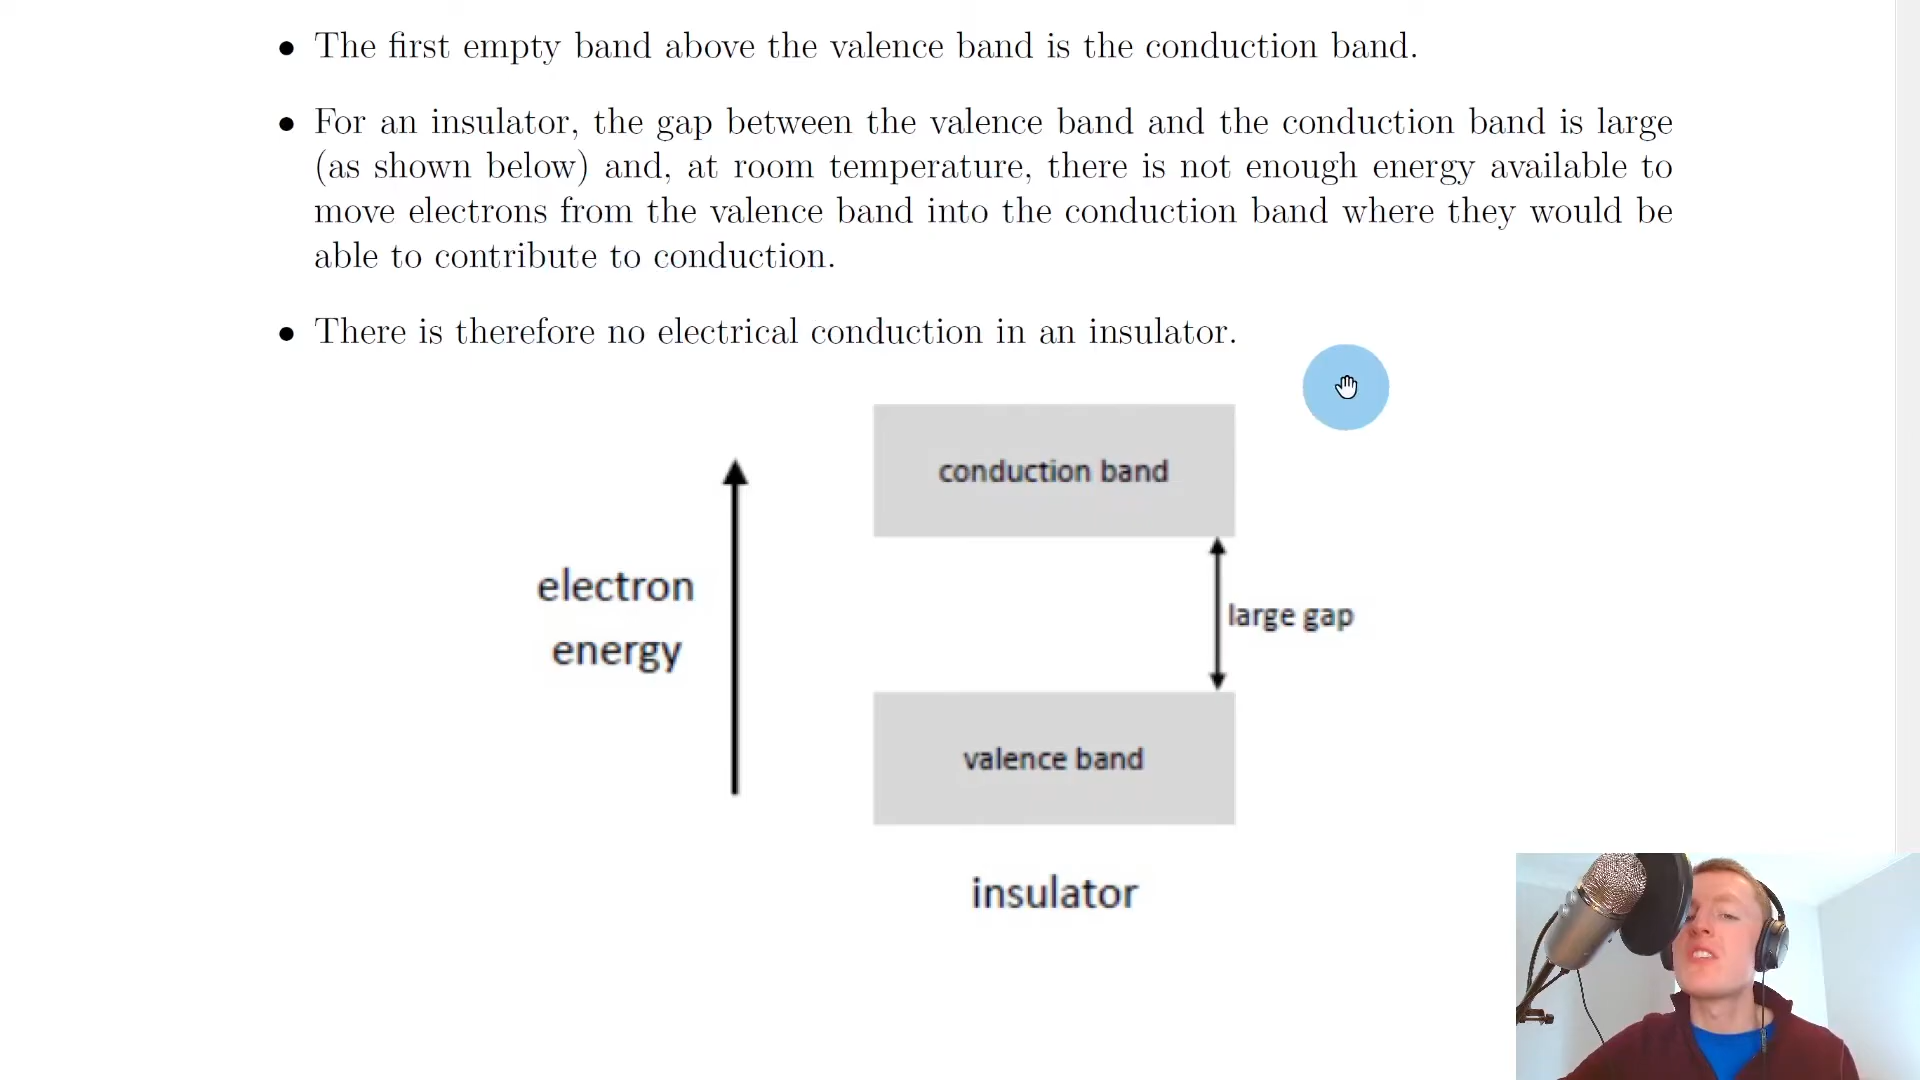 • The first empty band above the valence band is the conduction band.
• For an insulator, the gap between the valence band and the conduction band is large
(as shown below) and, at room temperature, there is not enough energy available to
move electrons from the valence band into the conduction band where they would be
able to contribute to conduction.
• There is therefore no electrical conduction in an insulator.
conduction band
electron
energy
large gap
valence band
insulator